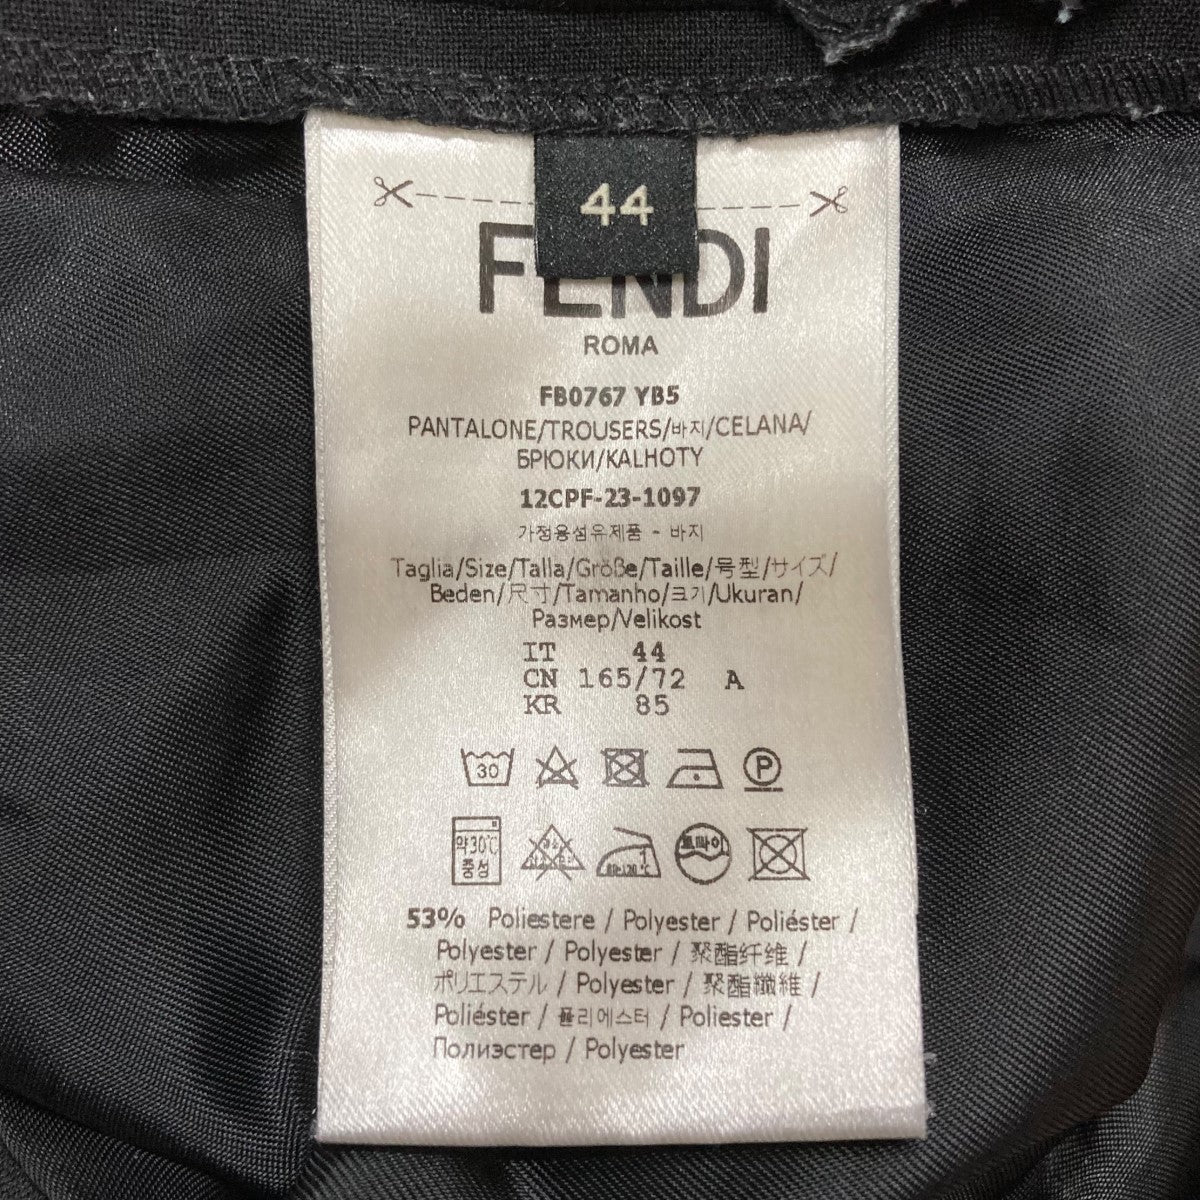 44
FENDI
ROMA
FB0767 YB5
PANTALONE/TROUSERS/바지/CELANA/
БРЮКИ/KALHOTY
12CPF-23-1097
가정용섬유제품 - 바지
Taglia/Size/Talla/Größe/Taille/号型/サイズ/
Beden/尺寸/Tamanho/크기/Ukuran/
Размер/Velikost
IT 44
CN 165/72 A
KR 85
30 P
약30℃
중성
53% Poliestere / Polyester / Poliéster /
Polyester / Polyester / 聚酯纤维 /
ポリエステル / Polyester / 聚酯纖維 /
Poliéster / 폴리에스터 / Poliester /
Полиэстер / Polyester